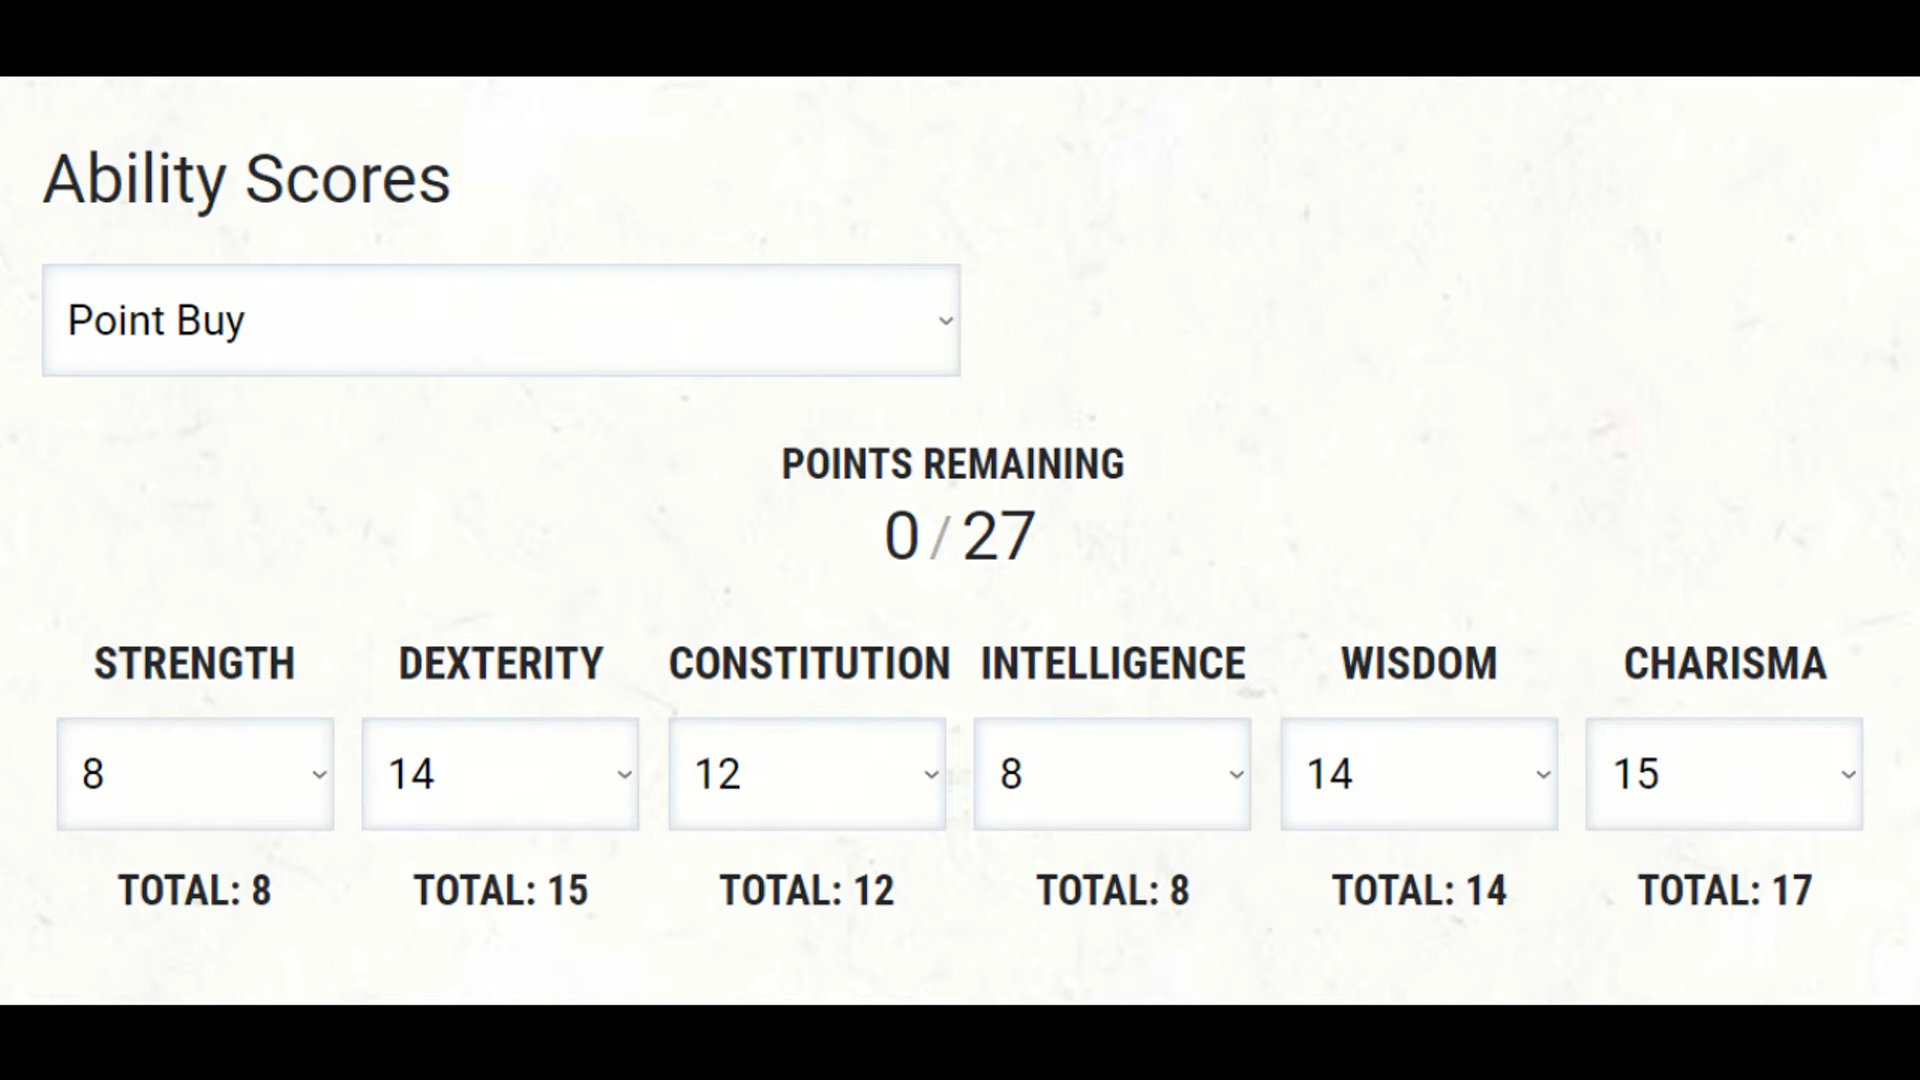 Ability Scores
Point Buy
POINTS REMAINING
0 / 27
STRENGTH DEXTERITY CONSTITUTION INTELLIGENCE WISDOM CHARISMA
8 14 12 8 14 15
TOTAL: 8 TOTAL: 15 TOTAL: 12 TOTAL: 8 TOTAL: 14 TOTAL: 17